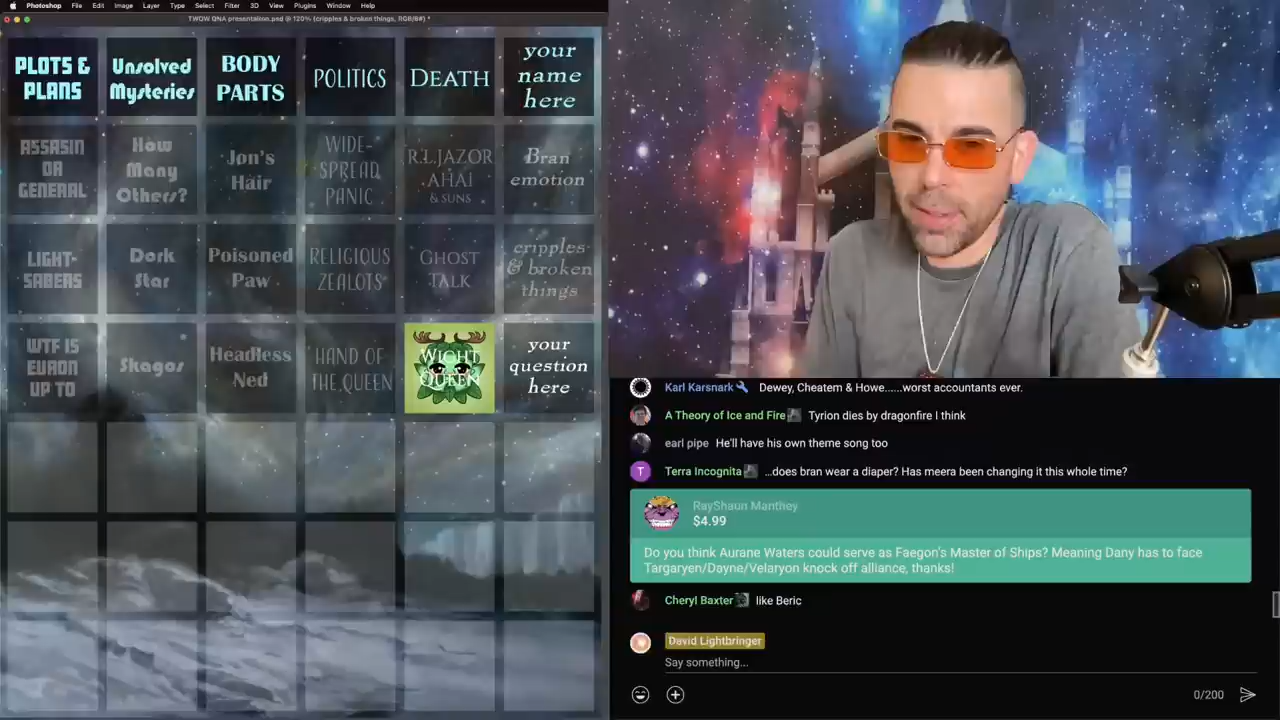 Photoshop File Edit Image Layer Type Select Filter 3D View Plugins Window Help
TWOW QNA presentaiton.psd @ 120% (cripples & broken things, RGB/8#) *
PLOTS &
PLANS
Unsolved
Mysteries
BODY
PARTS
POLITICS
DEATH
your
name
here
ASSASIN
OR
GENERAL
How
Many
Others?
Jon's
Hair
WIDE-
SPREAD
PANIC
R.L.JAZOR
AHAI
& SUNS
Bran
emotion
LIGHT-
SABERS
Dark
Star
Poisoned
Paw
RELIGIOUS
ZEALOTS
GHOST
TALK
cripples
& broken
things
WTF IS
EURON
UP TO
Skagos
Headless
Ned
HAND OF
THE QUEEN
WIGHT
QUEEN
your
question
here
Karl Karsnark Dewey, Cheatem & Howe......worst accountants ever.
A Theory of Ice and Fire Tyrion dies by dragonfire I think
earl pipe He'll have his own theme song too
T Terra Incognita ...does bran wear a diaper? Has meera been changing it this whole time?
RayShaun Manthey
$4.99
Do you think Aurane Waters could serve as Faegon's Master of Ships? Meaning Dany has to face
Targaryen/Dayne/Velaryon knock off alliance, thanks!
Cheryl Baxter like Beric
David Lightbringer
Say something...
0/200